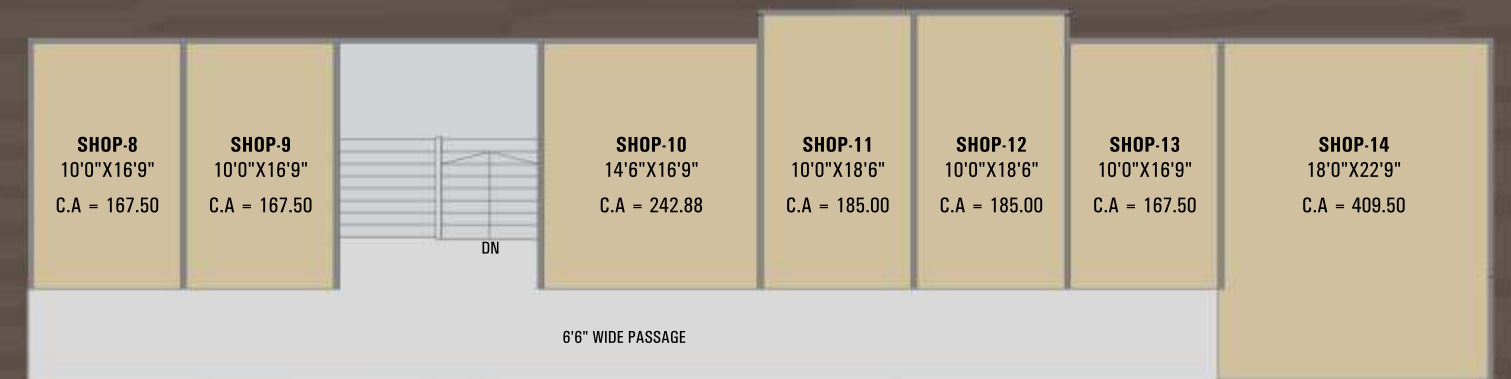 SHOP-8
10'0"X16'9"
C.A = 167.50
SHOP-9
10'0"X16'9"
C.A = 167.50
DN
SHOP-10
14'6"X16'9"
C.A = 242.88
SHOP-11
10'0"X18'6"
C.A = 185.00
SHOP-12
10'0"X18'6"
C.A = 185.00
SHOP-13
10'0"X16'9"
C.A = 167.50
SHOP-14
18'0"X22'9"
C.A = 409.50
6'6" WIDE PASSAGE